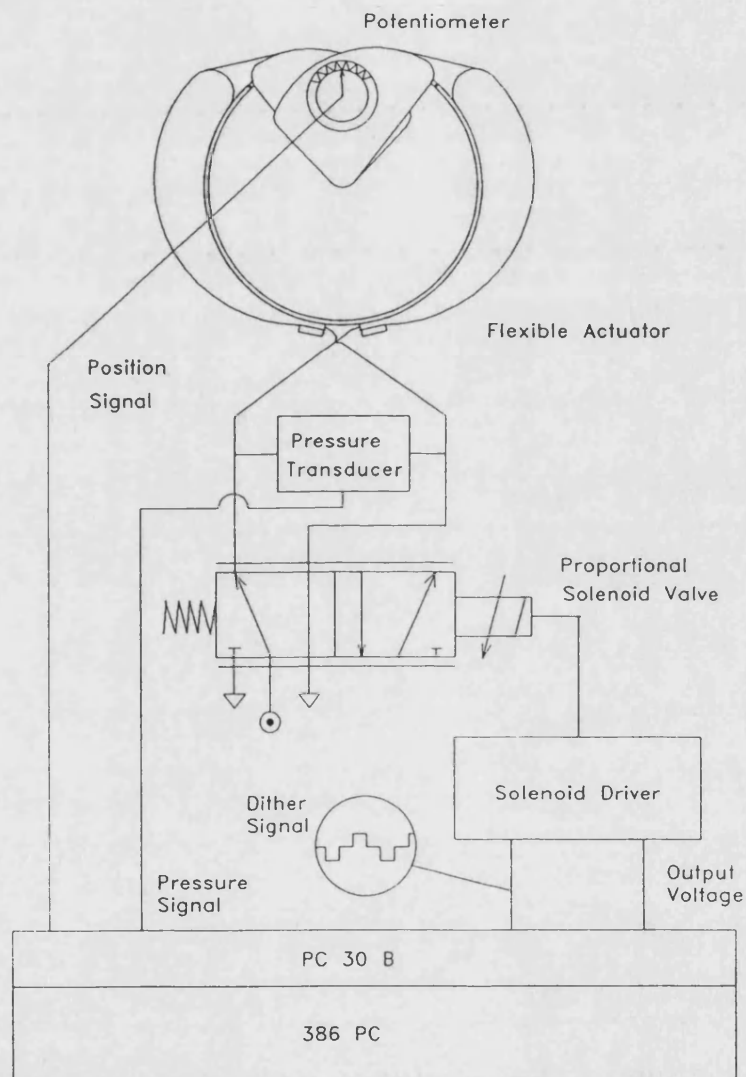 Potentiometer
Flexible Actuator
Position
Signal
Pressure
Transducer
Proportional
Solenoid Valve
Solenoid Driver
Dither
Signal
Pressure
Signal
Output
Voltage
PC 30 B
386 PC